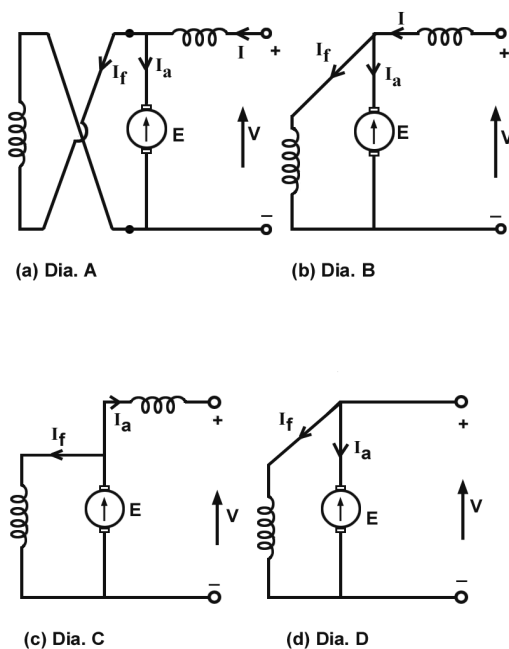 I_f I_a I +
E V
−
(a) Dia. A
I_f I_a I +
E V
−
(b) Dia. B
I_f I_a +
E V
−
(c) Dia. C
I_f I_a +
E V
−
(d) Dia. D